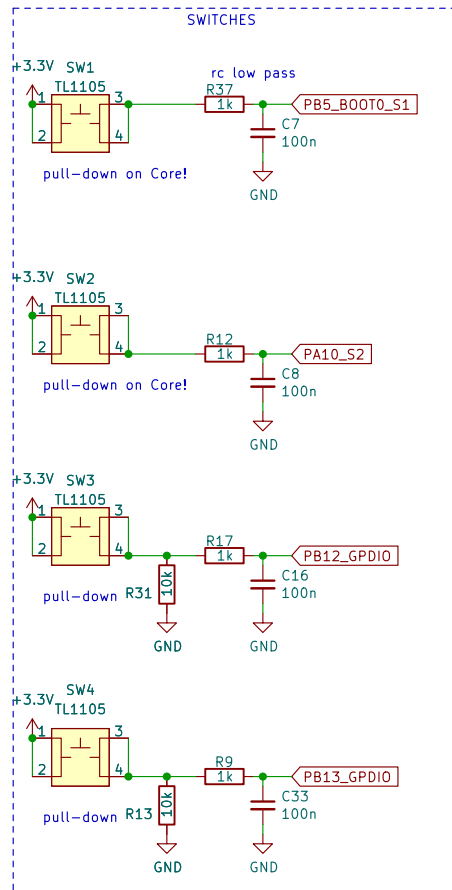 SWITCHES
+3.3V
SW1
TL1105
1
2
3
4
rc low pass
R37
1k
PB5_BOOT0_S1
C7
100n
GND
pull-down on Core!
+3.3V
SW2
TL1105
1
2
3
4
R12
1k
PA10_S2
C8
100n
GND
pull-down on Core!
+3.3V
SW3
TL1105
1
2
3
4
R17
1k
PB12_GPDIO
C16
100n
GND
pull-down
R31
10k
GND
+3.3V
SW4
TL1105
1
2
3
4
R9
1k
PB13_GPDIO
C33
100n
GND
pull-down
R13
10k
GND